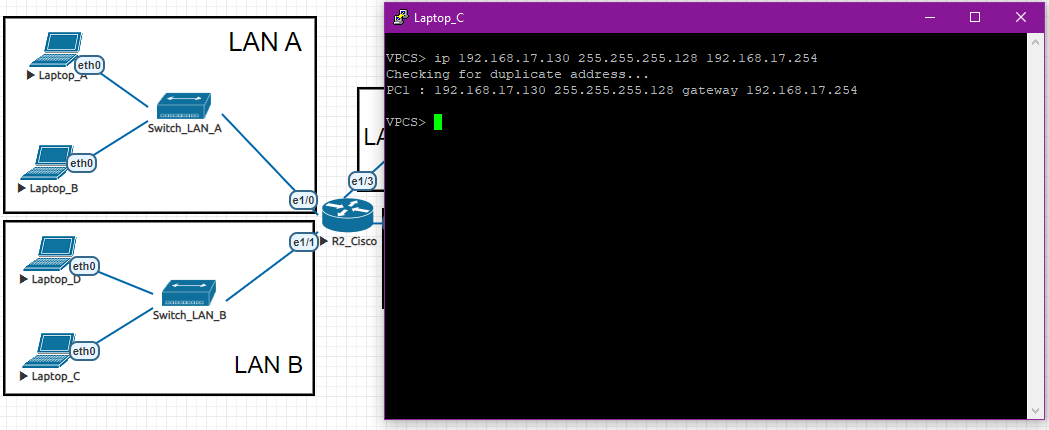 LAN A
eth0
Laptop_A
Switch_LAN_A
eth0
Laptop_B
e1/0
LA
e1/3
R2_Cisco
e1/1
eth0
Laptop_D
Switch_LAN_B
eth0
Laptop_C
LAN B
Laptop_C
VPCS> ip 192.168.17.130 255.255.255.128 192.168.17.254
Checking for duplicate address...
PC1 : 192.168.17.130 255.255.255.128 gateway 192.168.17.254
VPCS>